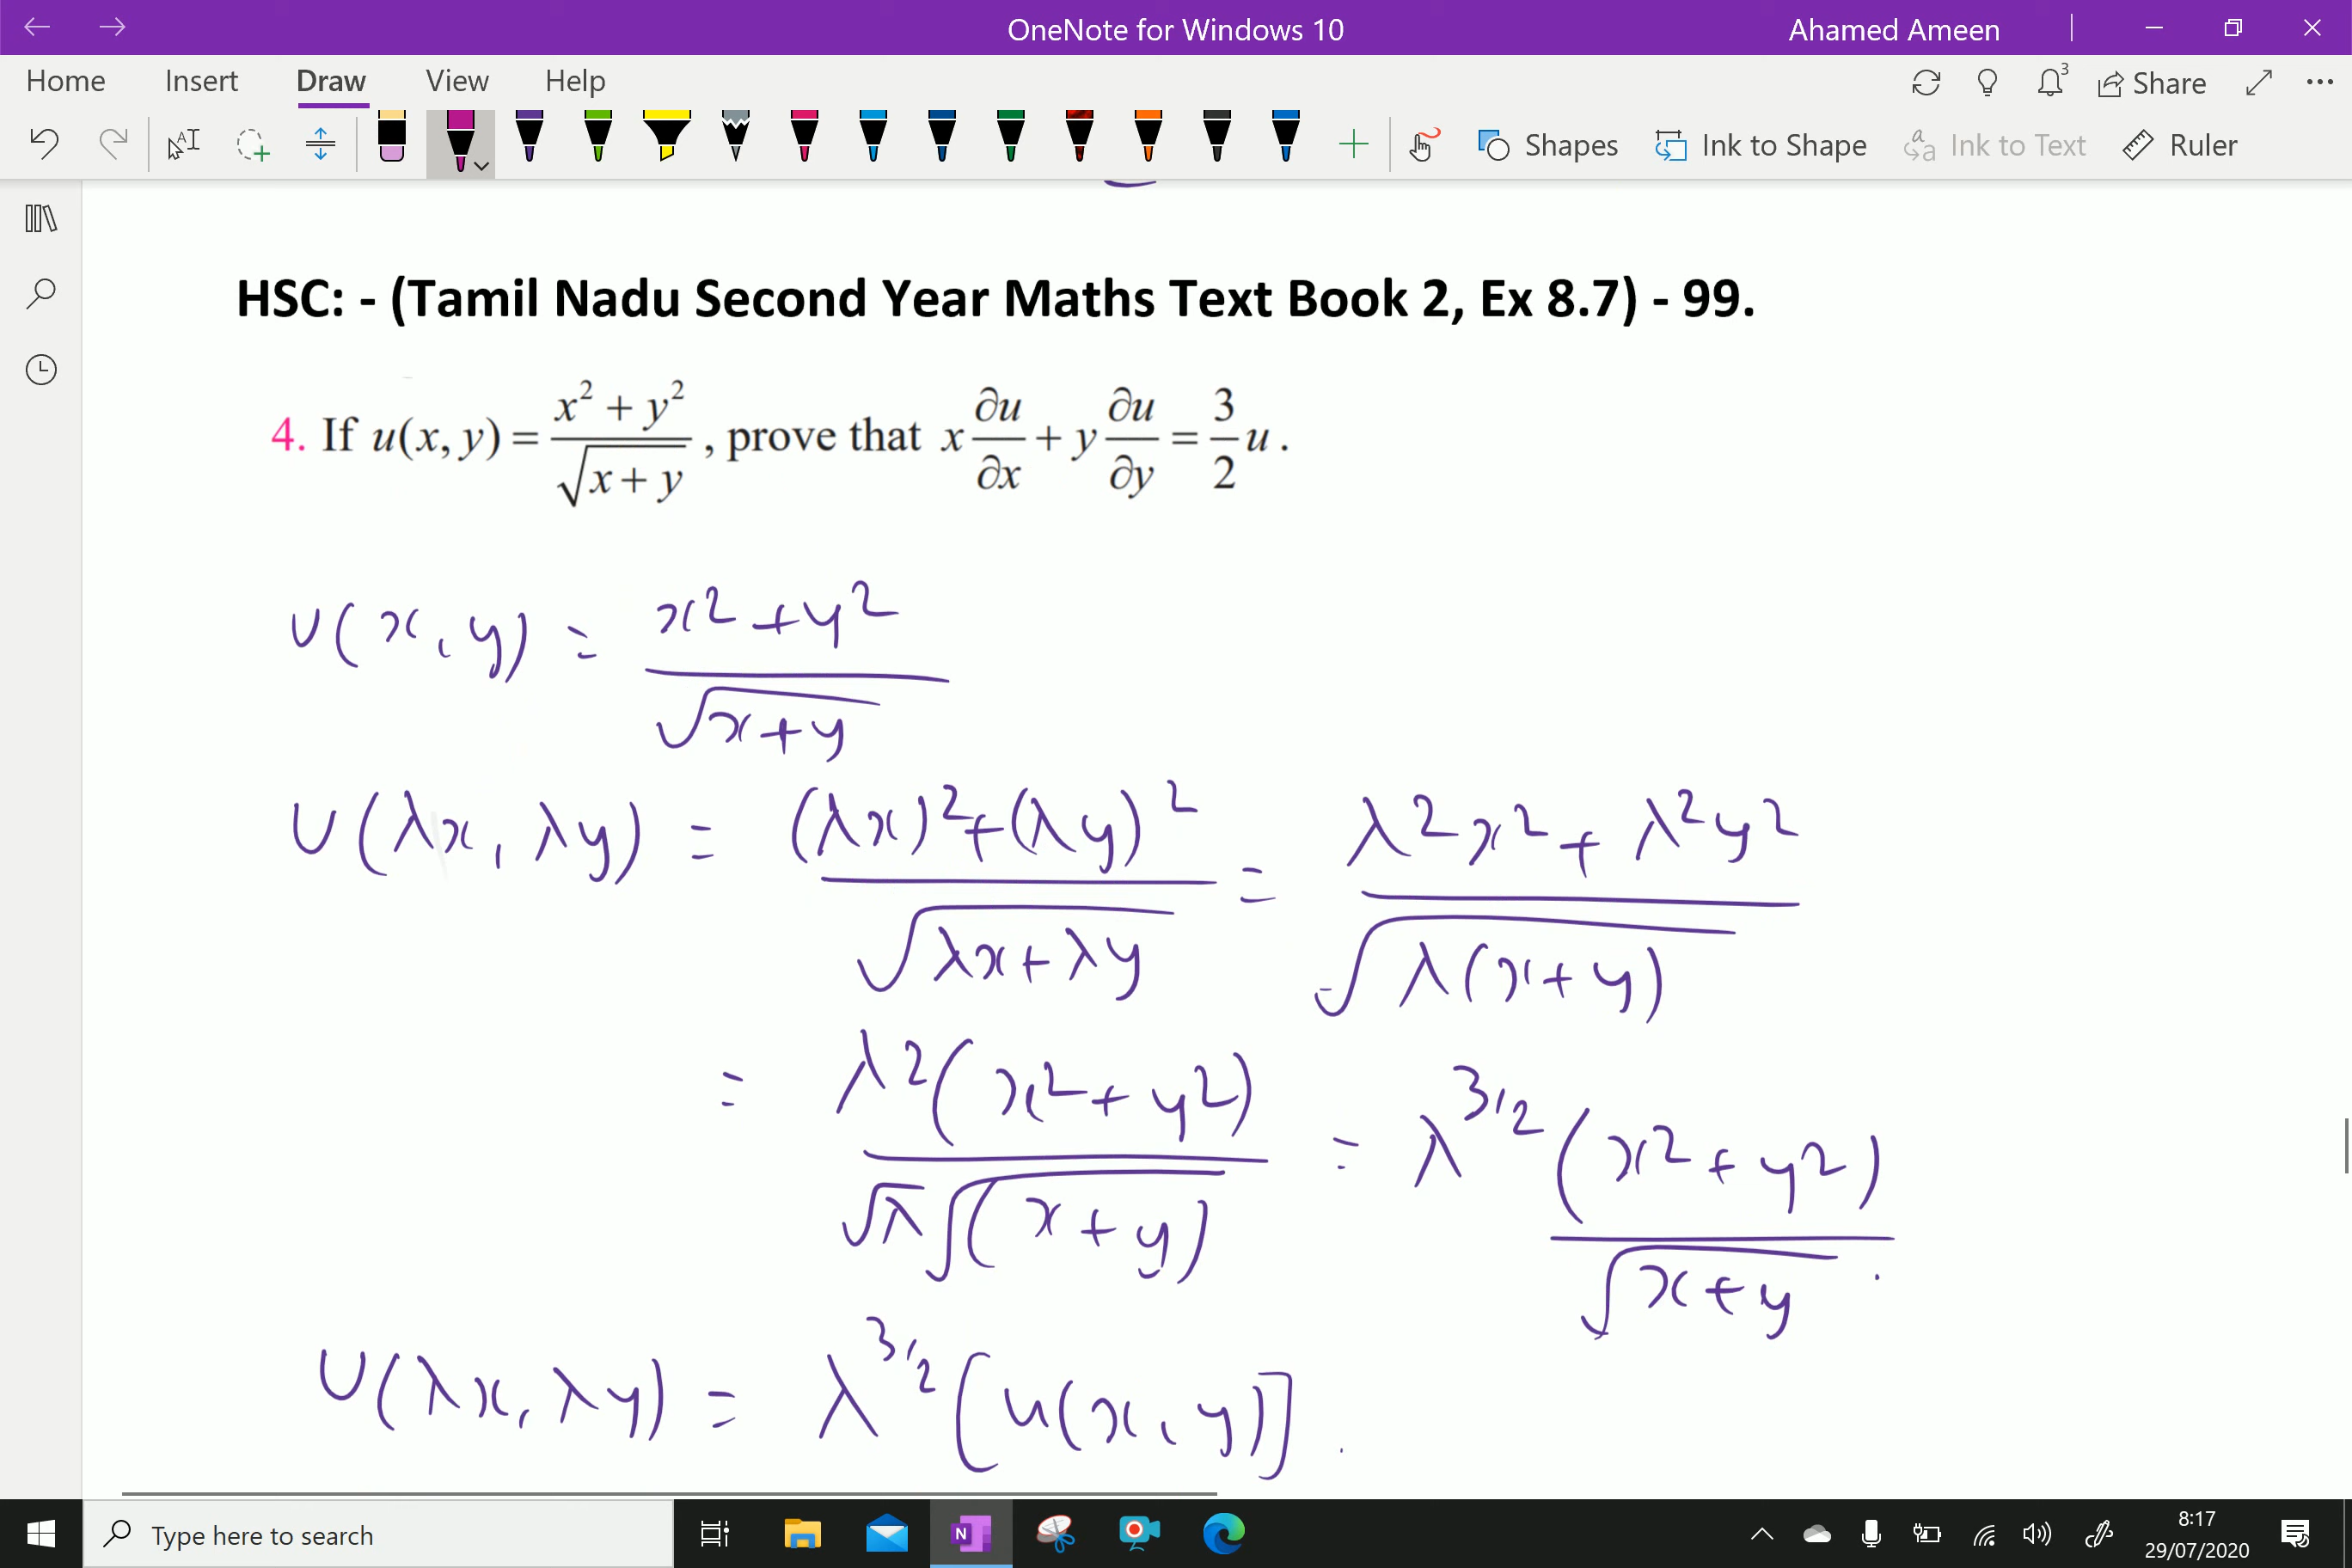 OneNote for Windows 10
Ahamed Ameen
Home Insert Draw View Help
3
Share
Shapes Ink to Shape Ink to Text Ruler
HSC: - (Tamil Nadu Second Year Maths Text Book 2, Ex 8.7) - 99.
4. If u(x, y) = (x² + y²)/√(x + y), prove that x ∂u/∂x + y ∂u/∂y = 3/2 u.
U(x, y) = (x² + y²)/√(x+y)
U(λx, λy) = ((λx)² + (λy)²)/√(λx + λy) = (λ²x² + λ²y²)/√(λ(x+y))
= λ²(x² + y²)/(√λ √(x+y)) = λ^(3/2) (x² + y²)/√(x+y).
U(λx, λy) = λ^(3/2) [u(x, y)].
Type here to search
8:17
29/07/2020